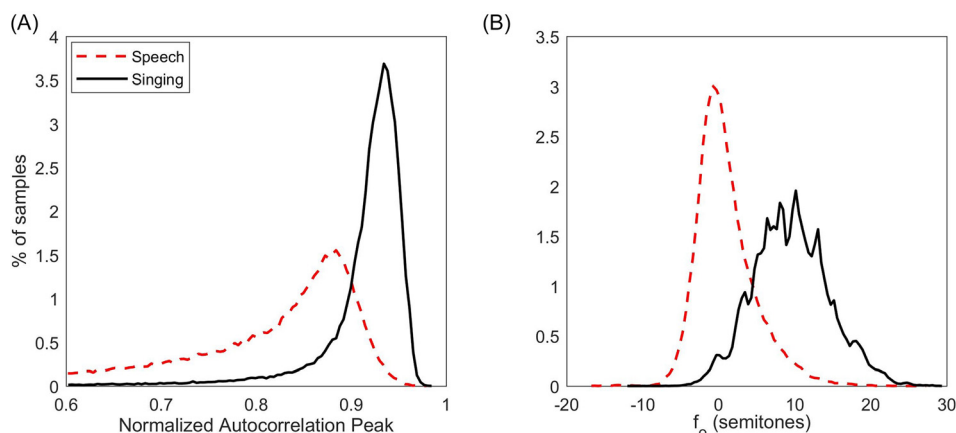 (A)
4
3.5
3
2.5
2
1.5
1
0.5
0
% of samples
Speech
Singing
0.6 0.7 0.8 0.9 1
Normalized Autocorrelation Peak
(B)
3.5
3
2.5
2
1.5
1
0.5
0
-20 -10 0 10 20 30
fo (semitones)